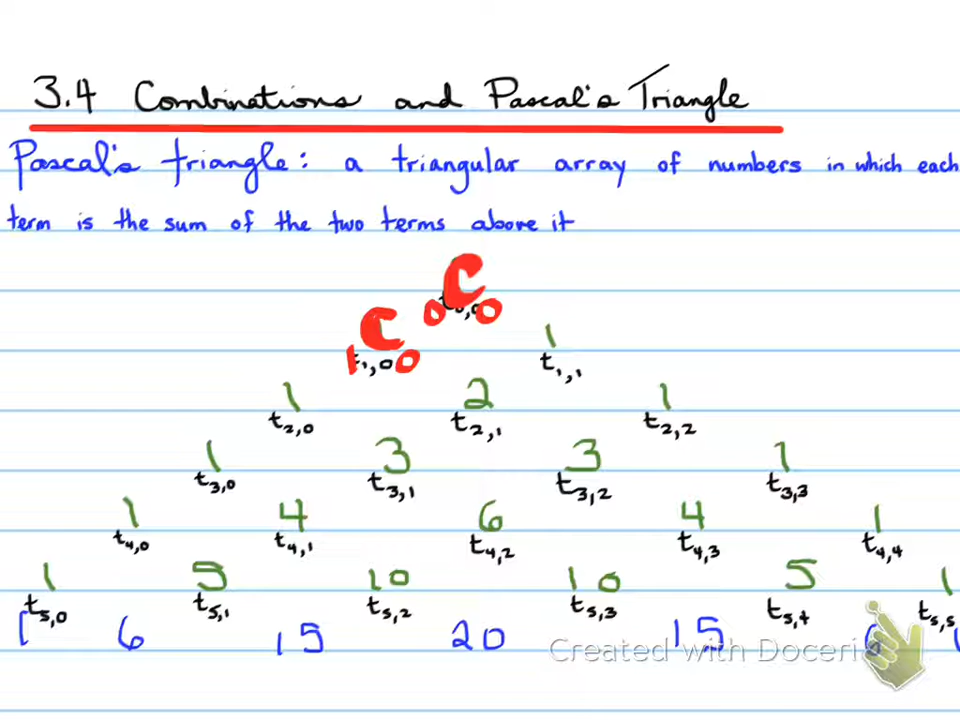 3.4 Combinations and Pascal's Triangle
Pascal's triangle: a triangular array of numbers in which each
term is the sum of the two terms above it
0C0
1C0 1
t1,0 t1,1
1 2 1
t2,0 t2,1 t2,2
1 3 3 1
t3,0 t3,1 t3,2 t3,3
1 4 6 4 1
t4,0 t4,1 t4,2 t4,3 t4,4
1 5 10 10 5 1
t5,0 t5,1 t5,2 t5,3 t5,4 t5,5
1 6 15 20 15 6
Created with Doceri